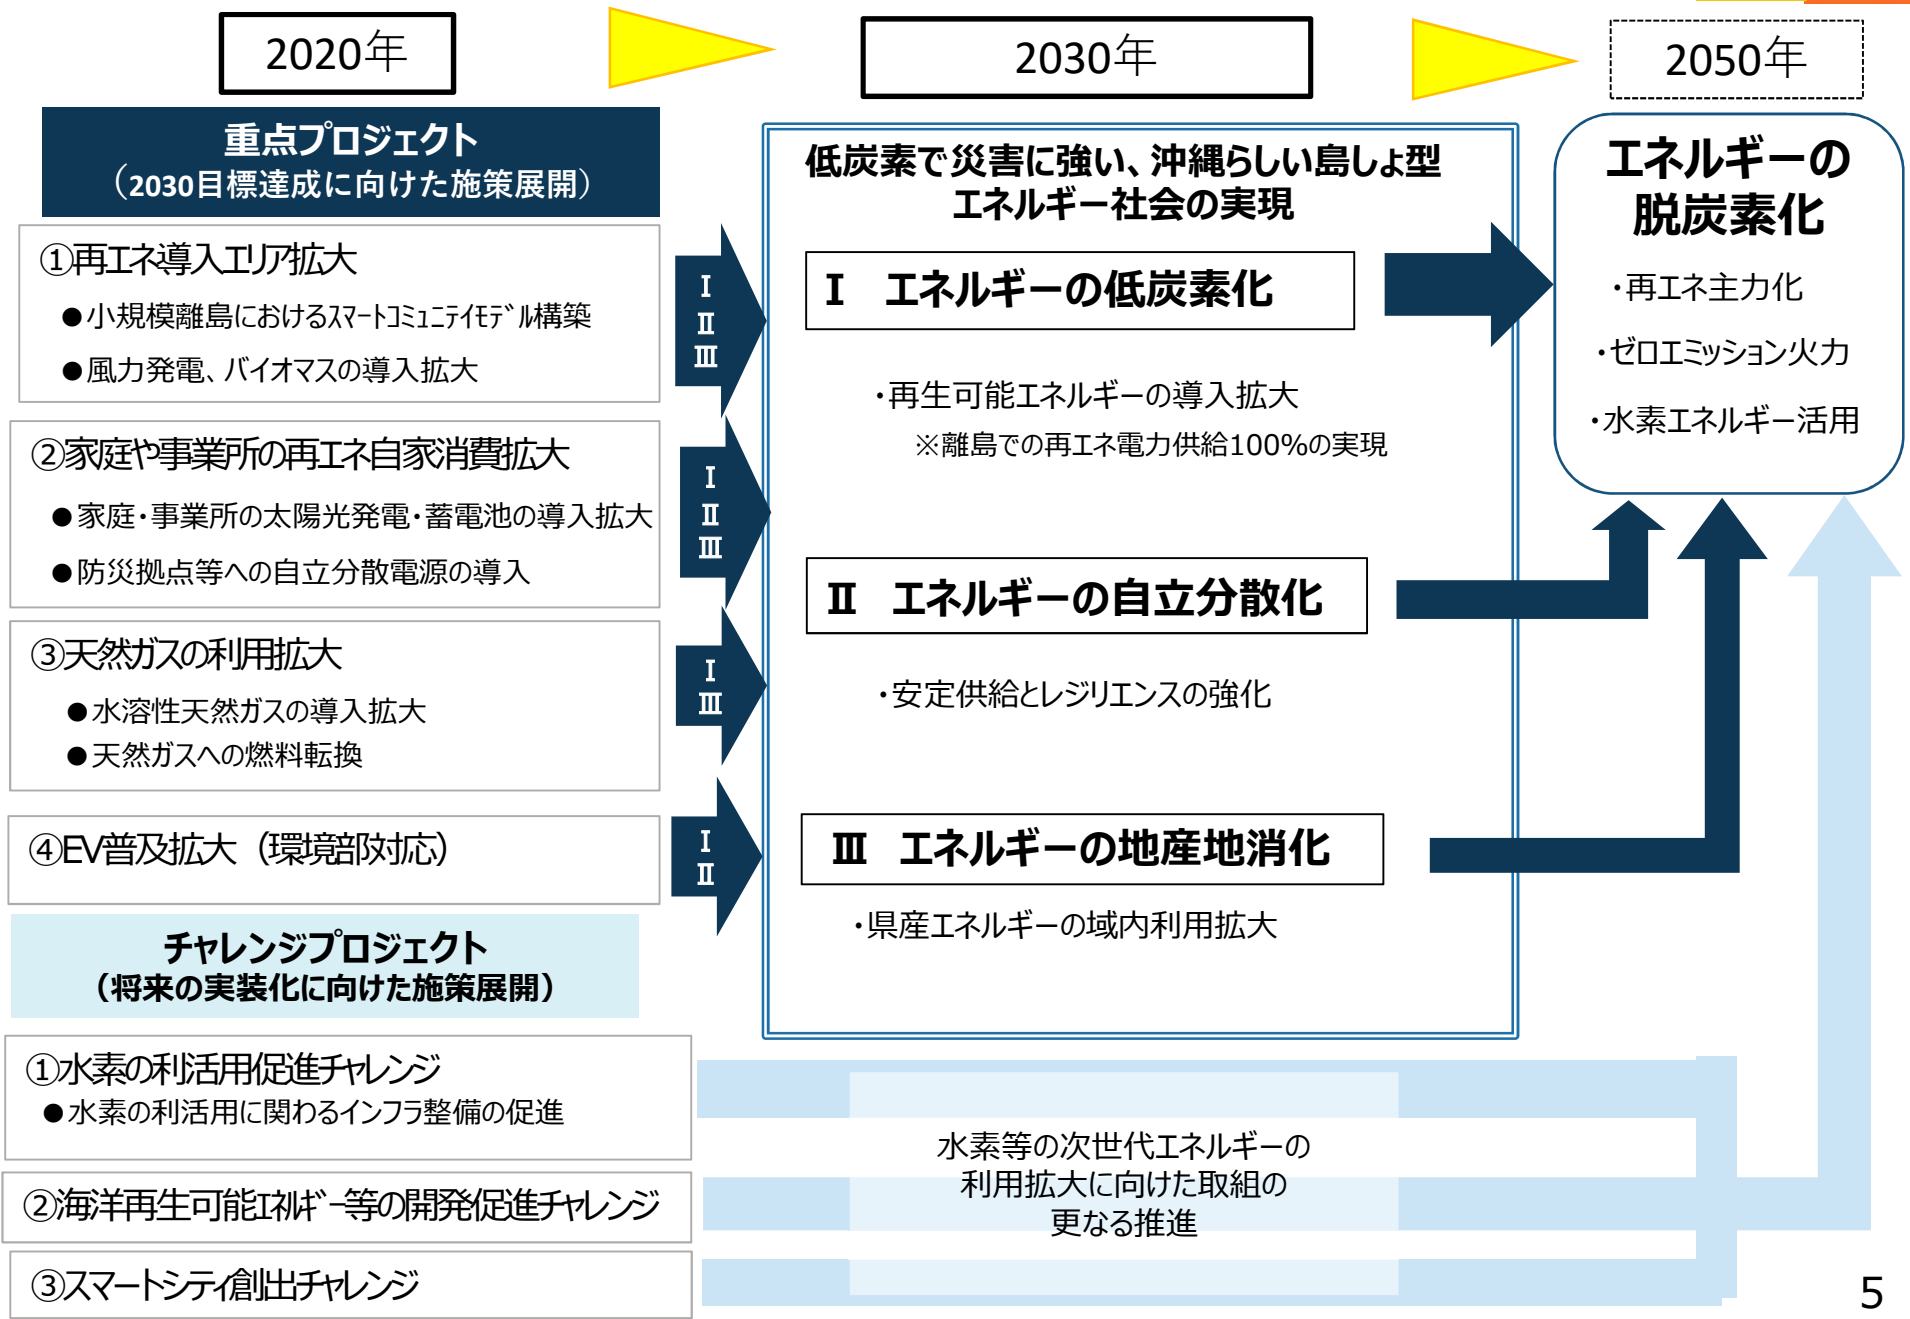 2020年
2030年
2050年
重点プロジェクト
（2030目標達成に向けた施策展開）
①再エネ導入エリア拡大
●小規模離島におけるスマートコミュニティモデル構築
●風力発電、バイオマスの導入拡大
②家庭や事業所の再エネ自家消費拡大
●家庭・事業所の太陽光発電・蓄電池の導入拡大
●防災拠点等への自立分散電源の導入
③天然ガスの利用拡大
●水溶性天然ガスの導入拡大
●天然ガスへの燃料転換
④EV普及拡大（環境部対応）
Ⅰ
Ⅱ
Ⅲ
Ⅰ
Ⅱ
Ⅲ
Ⅰ
Ⅲ
Ⅰ
Ⅱ
低炭素で災害に強い、沖縄らしい島しょ型
エネルギー社会の実現
Ⅰ エネルギーの低炭素化
・再生可能エネルギーの導入拡大
※離島での再エネ電力供給100%の実現
Ⅱ エネルギーの自立分散化
・安定供給とレジリエンスの強化
Ⅲ エネルギーの地産地消化
・県産エネルギーの域内利用拡大
エネルギーの
脱炭素化
・再エネ主力化
・ゼロエミッション火力
・水素エネルギー活用
チャレンジプロジェクト
（将来の実装化に向けた施策展開）
①水素の利活用促進チャレンジ
●水素の利活用に関わるインフラ整備の促進
②海洋再生可能エネルギー等の開発促進チャレンジ
③スマートシティ創出チャレンジ
水素等の次世代エネルギーの
利用拡大に向けた取組の
更なる推進
5